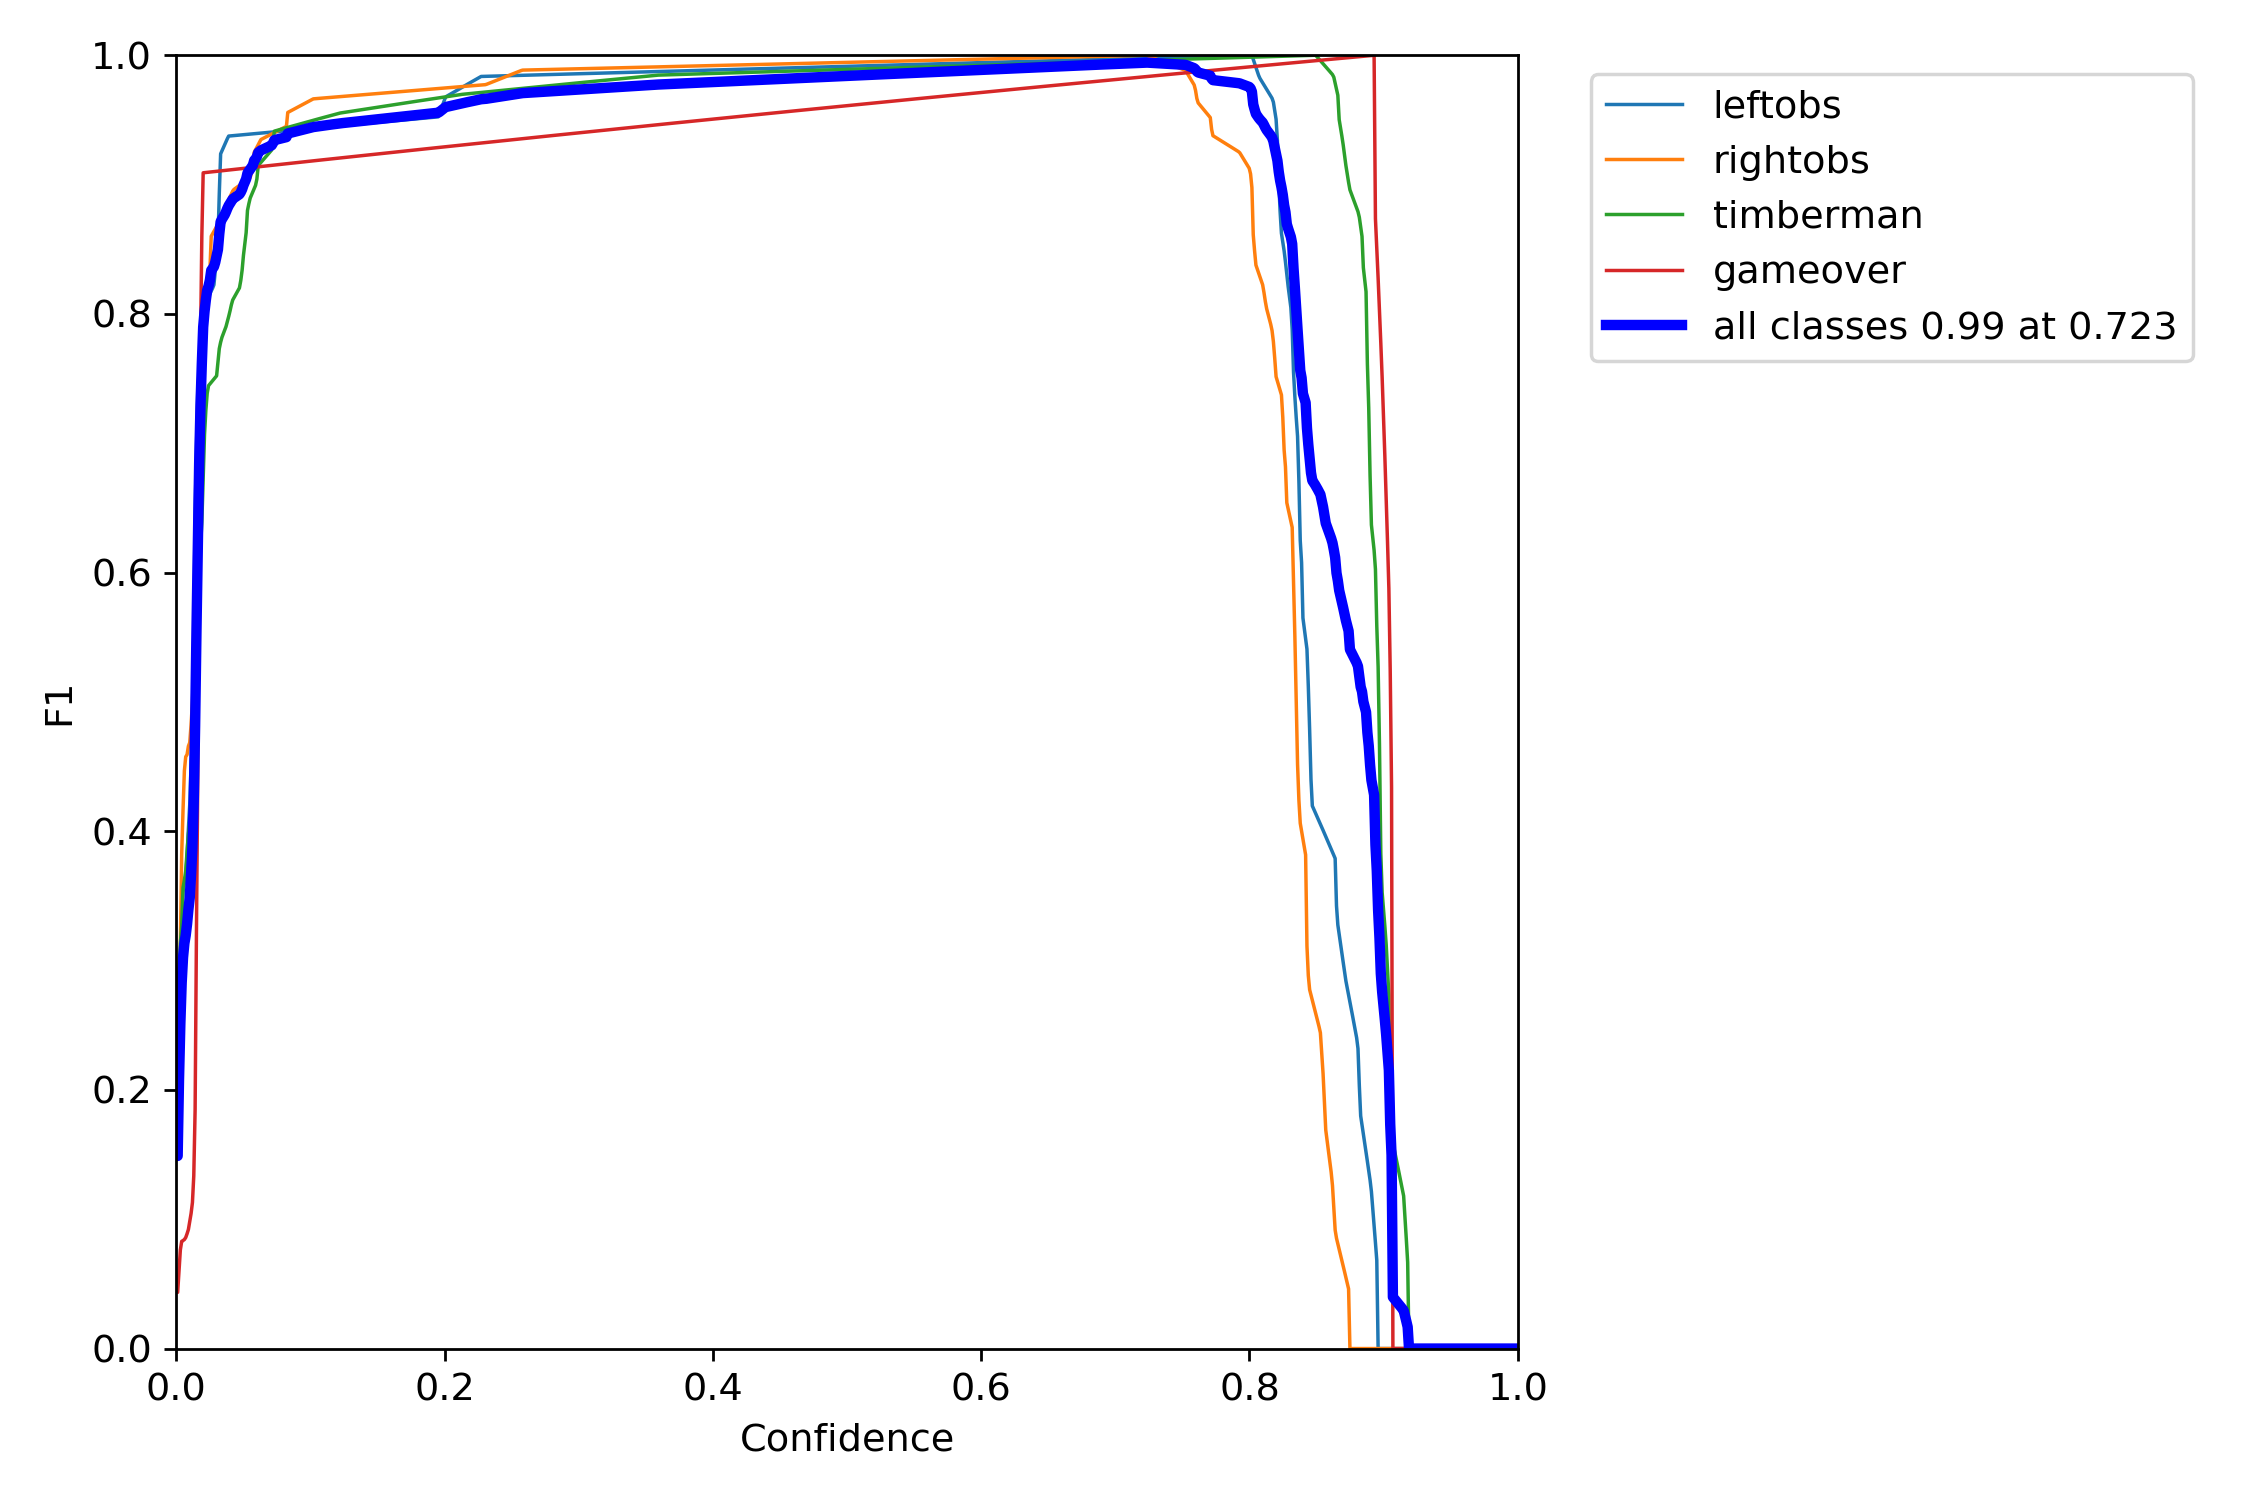 1.0
0.8
0.6
0.4
0.2
0.0
F1
0.0 0.2 0.4 0.6 0.8 1.0
Confidence
leftobs
rightobs
timberman
gameover
all classes 0.99 at 0.723